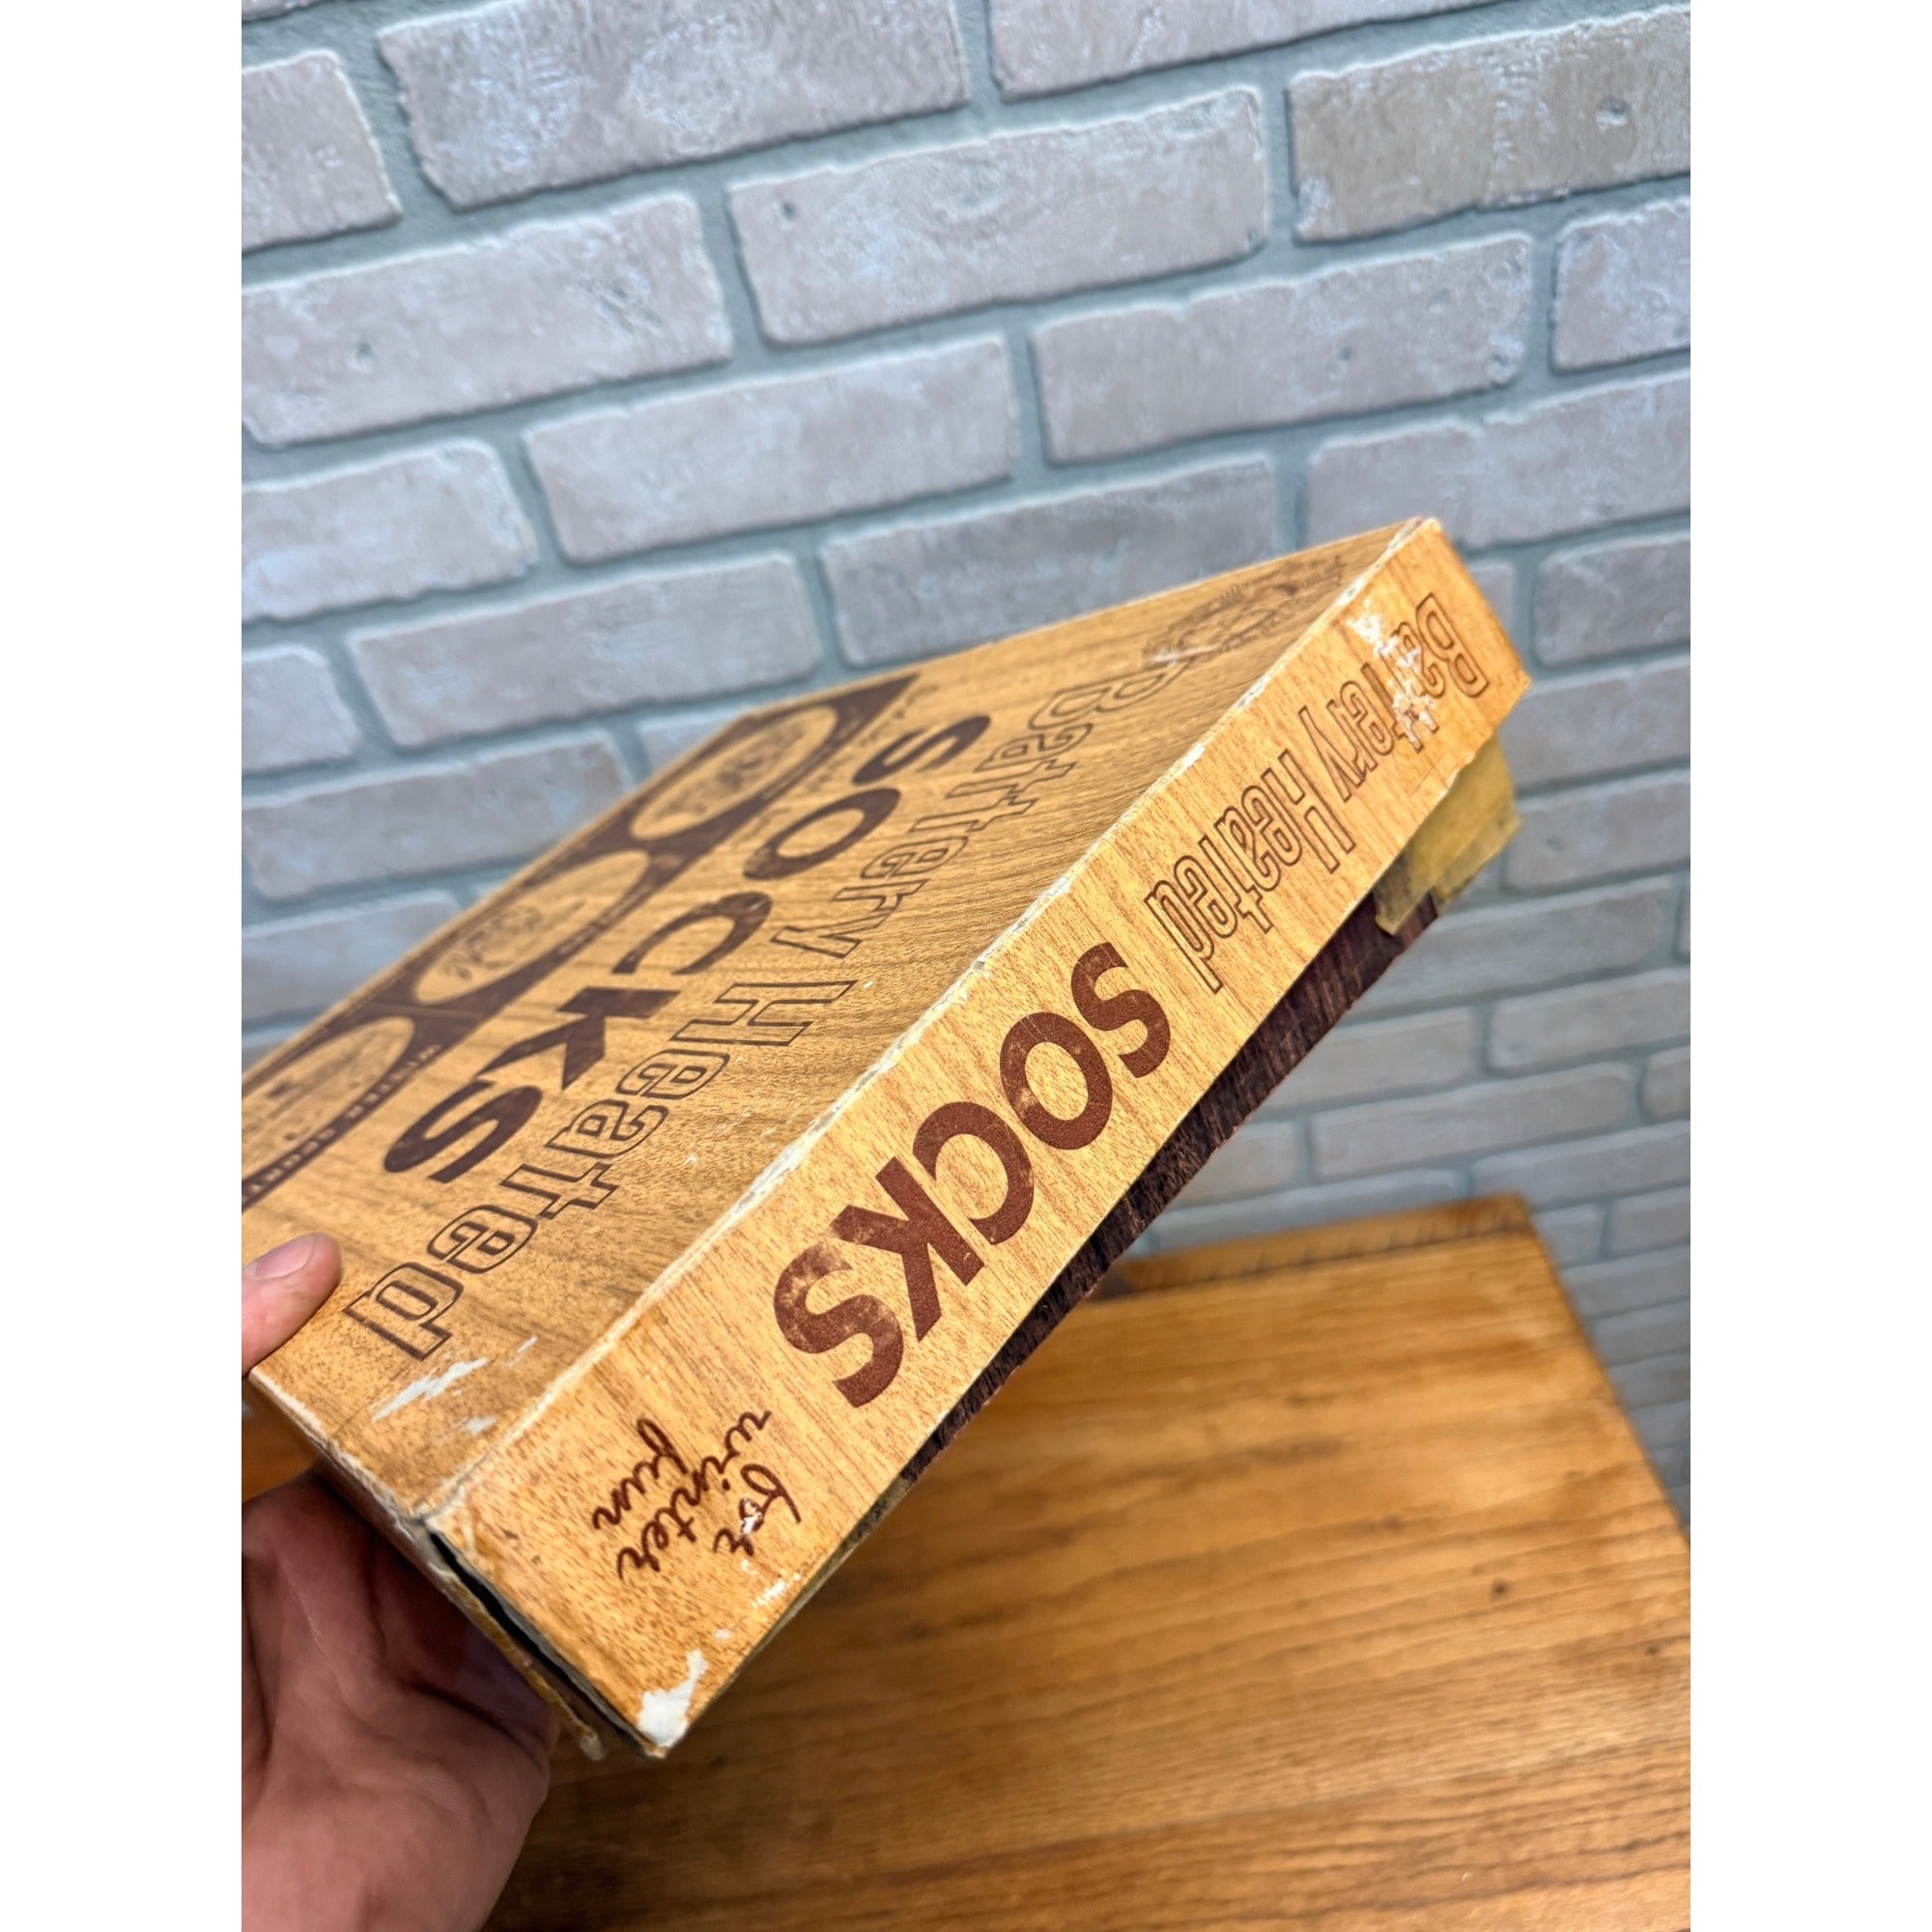 Battery Heated
SOCKS
Battery Heated
SOCKS
for
winter
fun